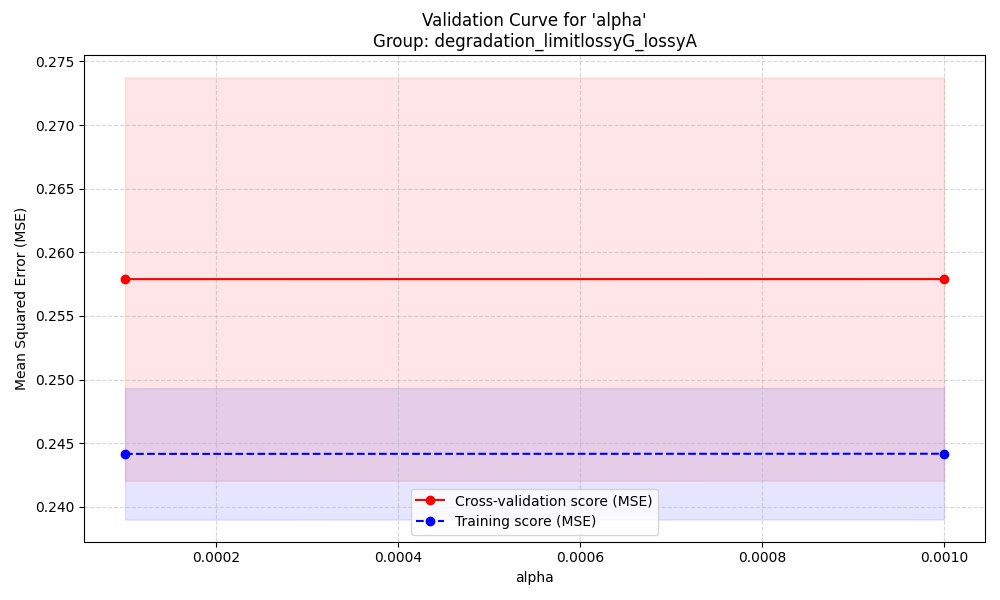 Validation Curve for 'alpha'
Group: degradation_limitlossyG_lossyA
Mean Squared Error (MSE)
0.275
0.270
0.265
0.260
0.255
0.250
0.245
0.240
Cross-validation score (MSE)
Training score (MSE)
0.0002
0.0004
0.0006
0.0008
0.0010
alpha